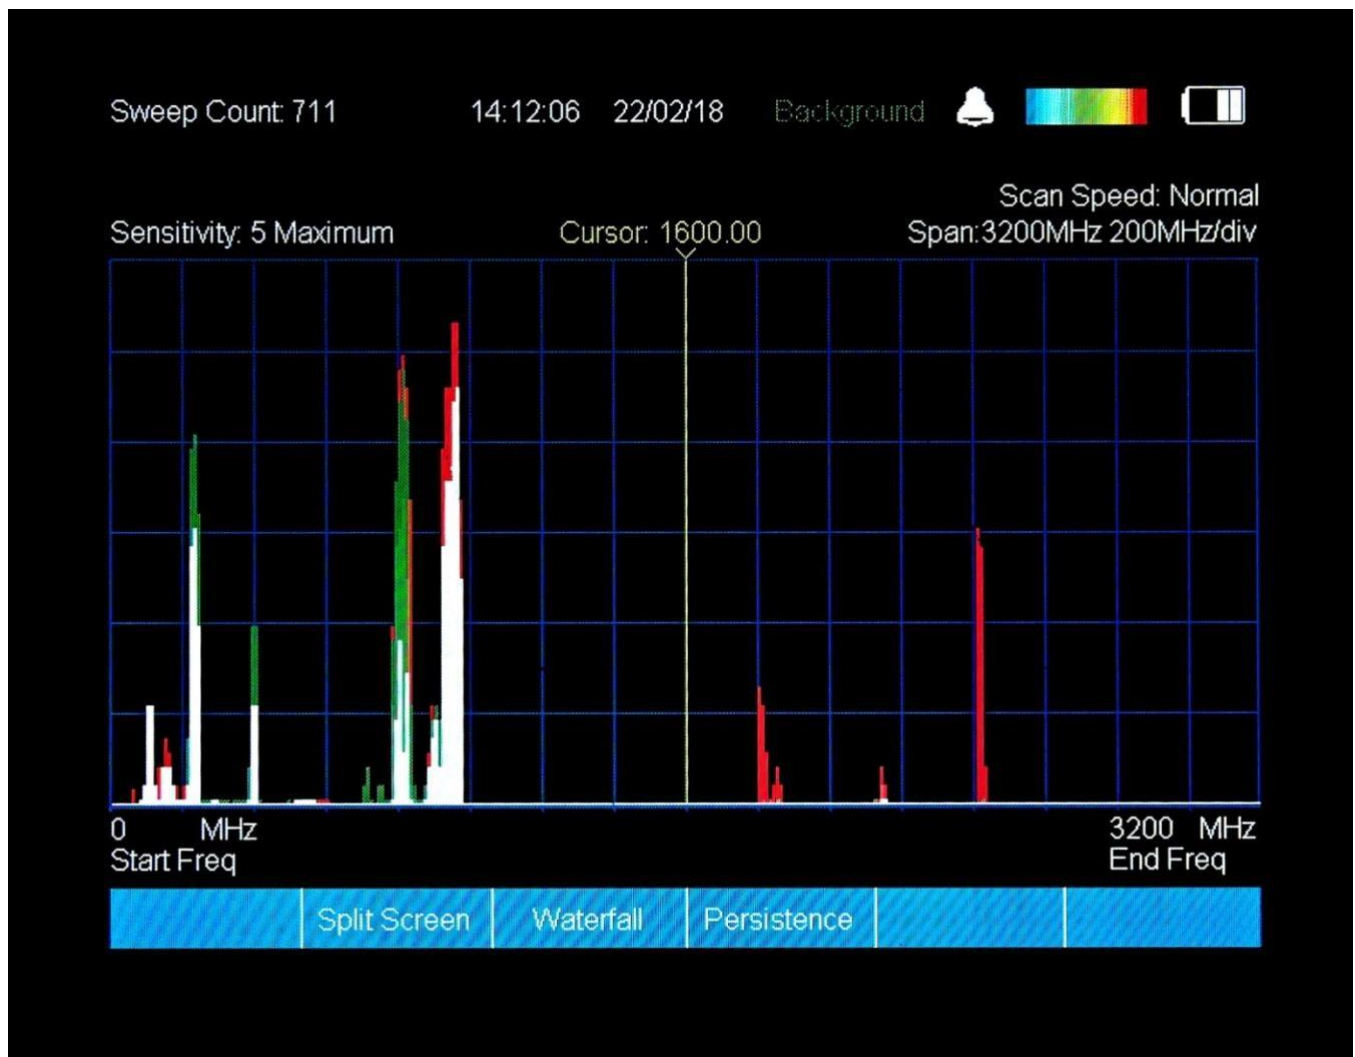 Sweep Count: 711 14:12:06 22/02/18 Background
Scan Speed: Normal
Sensitivity: 5 Maximum Cursor: 1600.00 Span:3200MHz 200MHz/div
0 MHz 3200 MHz
Start Freq End Freq
Split Screen Waterfall Persistence